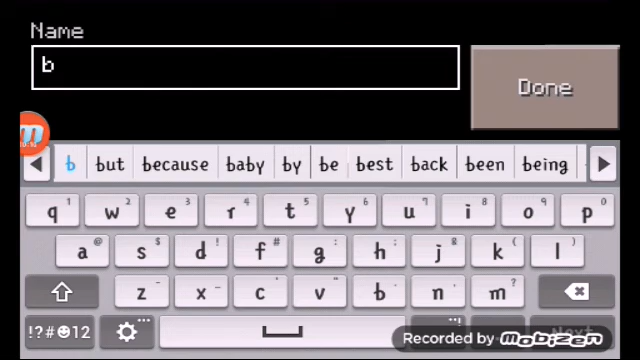 Name
b
Done
b but because baby by be best back been being
1 2 3 4 5 6 7 8 9 0
q w e r t y u i o p
@ $ ! # : ; & ( )
a s d f g h j k l
z x c v b n m
!?#☻12
Recorded by mobizen